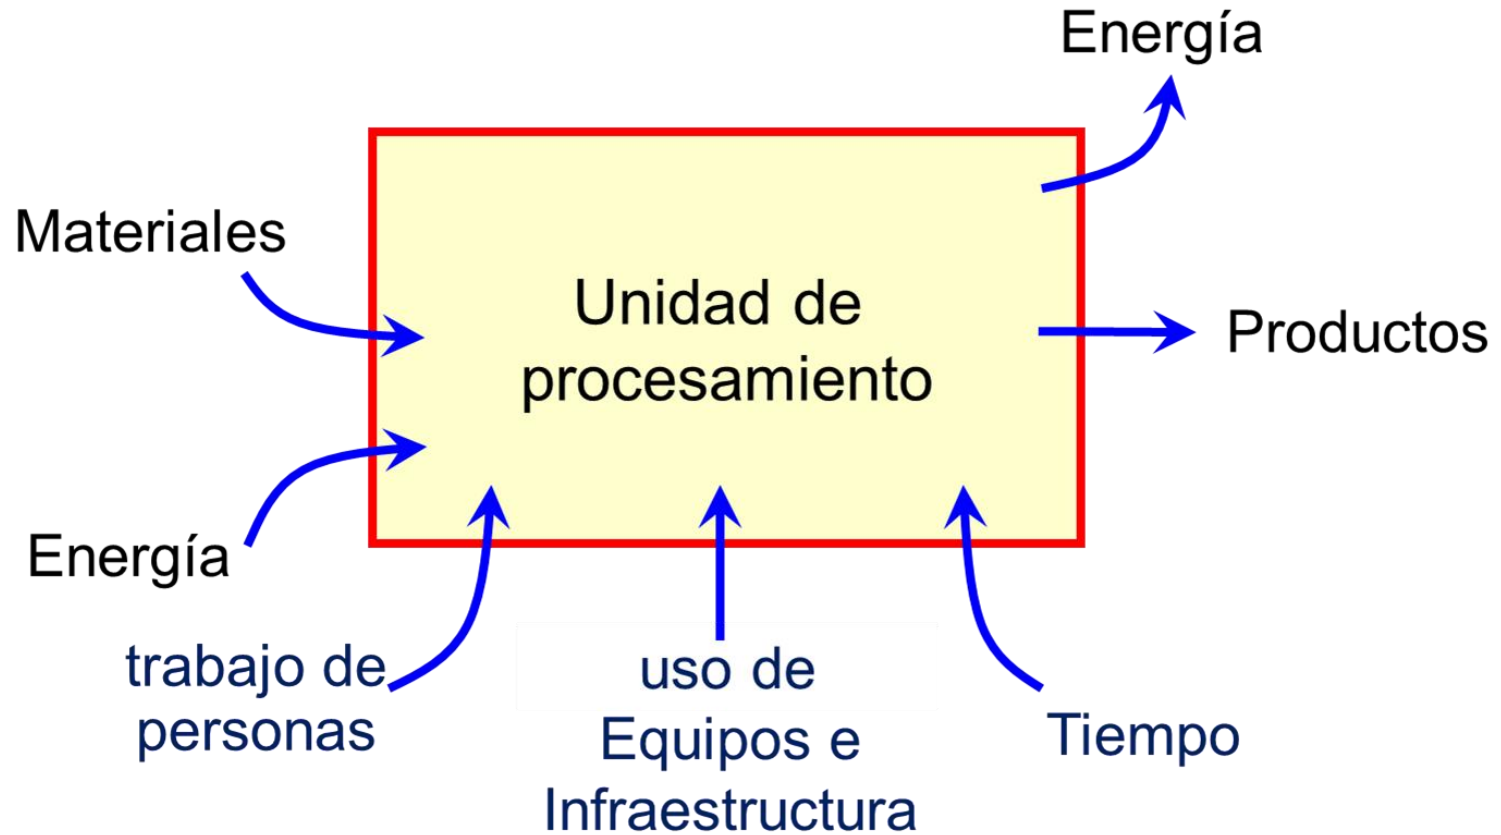 Energía
Materiales
Unidad de
procesamiento
Productos
Energía
trabajo de
personas
uso de
Equipos e
Infraestructura
Tiempo